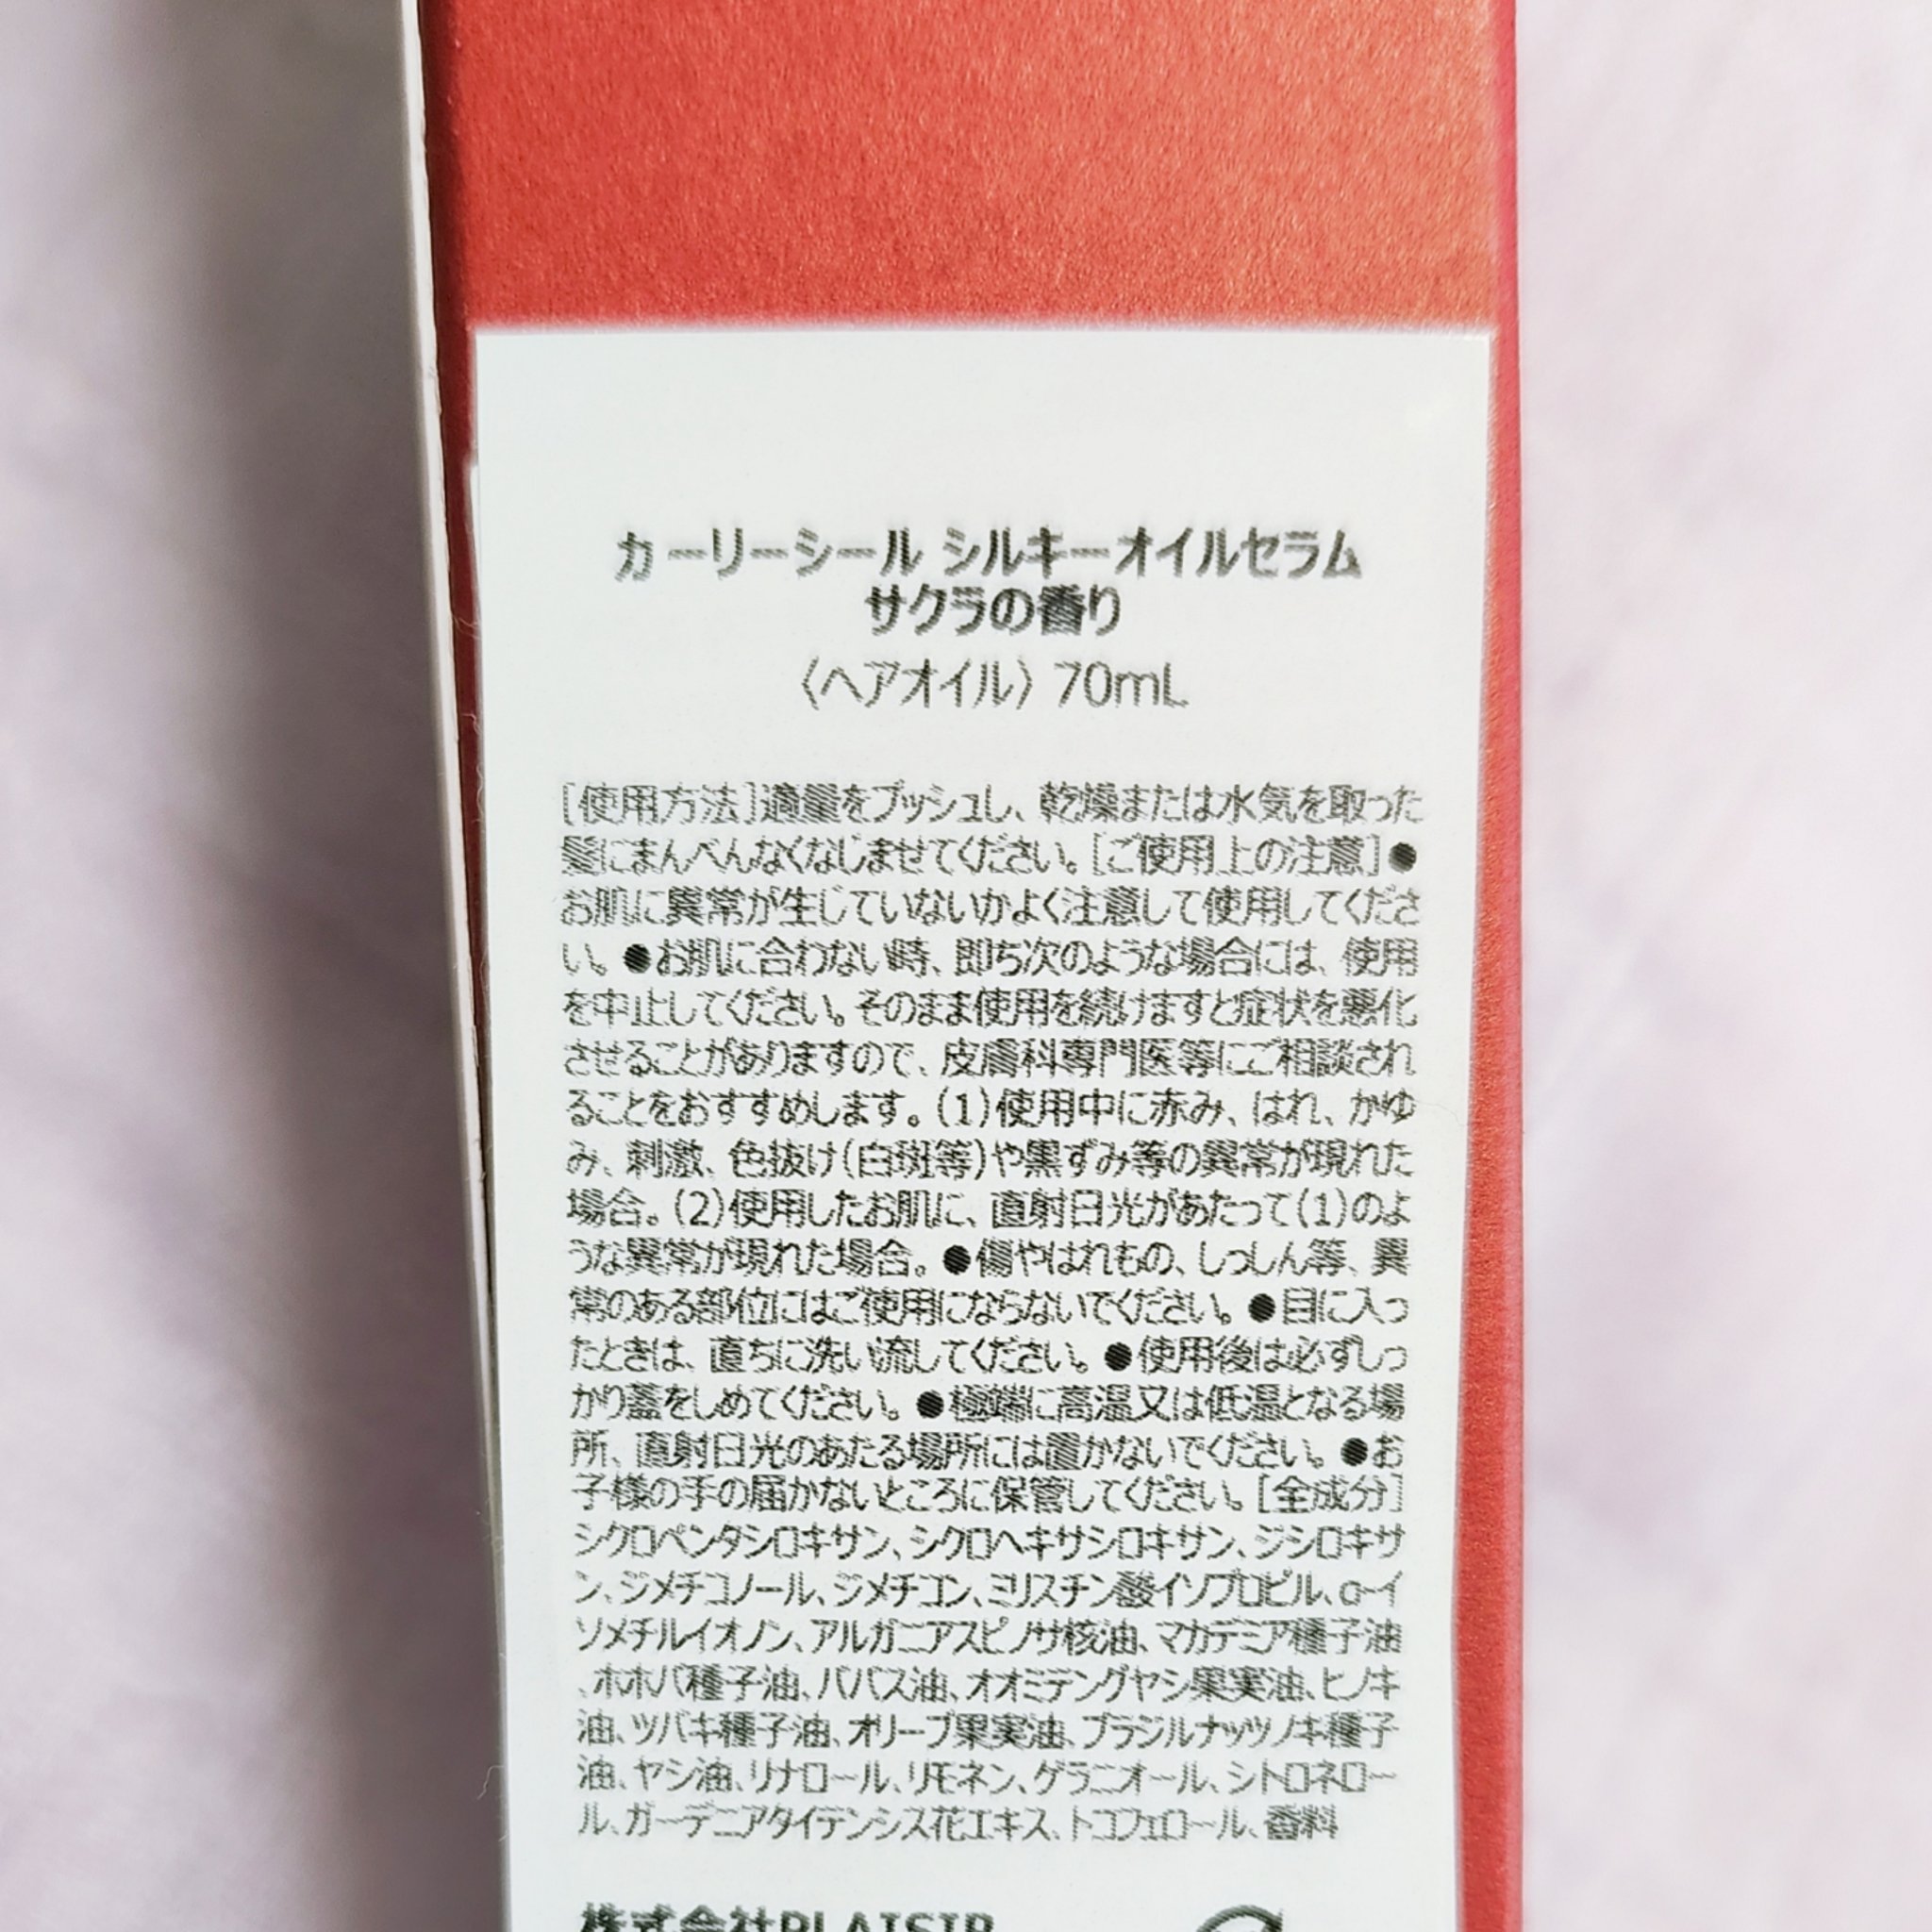 カーリーシール シルキーオイルセラム
サクラの香り
〈ヘアオイル〉 70mL
[使用方法]適量をプッシュし、乾燥または水気を取った
髪にまんべんなくなじませてください。[ご使用上の注意]●
お肌に異常が生じていないかよく注意して使用してくださ
い。●お肌に合わない時、即ち次のような場合には、使用
を中止してください。そのまま使用を続けますと症状を悪化
させることがありますので、皮膚科専門医等にご相談され
ることをおすすめします。(1)使用中に赤み、はれ、かゆ
み、刺激、色抜け(白斑等)や黒ずみ等の異常が現れた
場合。(2)使用したお肌に、直射日光があたって(1)のよ
うな異常が現れた場合。●傷やはれもの、しっしん等、異
常のある部位にはご使用にならないでください。●目に入っ
たときは、直ちに洗い流してください。●使用後は必ずしっ
かり蓋をしめてください。●極端に高温又は低温となる場
所、直射日光のあたる場所には置かないでください。●お
子様の手の届かないところに保管してください。[全成分]
シクロペンタシロキサン、シクロヘキサシロキサン、ジシロキサ
ン、ジメチコノール、ジメチコン、ミリスチン酸イソプロピル、α-イ
ソメチルイオノン、アルガニアスピノサ核油、マカデミア種子油
、ホホバ種子油、ババス油、オオミテングヤシ果実油、ヒノキ
油、ツバキ種子油、オリーブ果実油、ブラジルナッツノキ種子
油、ヤシ油、リナロール、リモネン、ゲラニオール、シトロネロー
ル、ガーデニアタイテンシス花エキス、トコフェロール、香料
株式会社PLAISIR